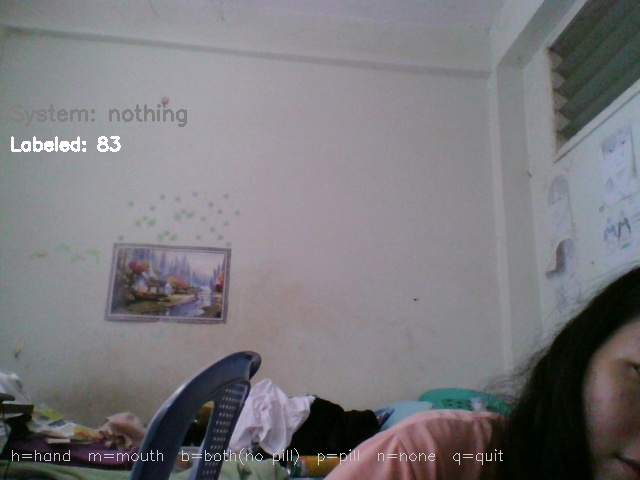 System: nothing
Labeled: 83
h=hand m=mouth b=both(no pill) p=pill n=none q=quit